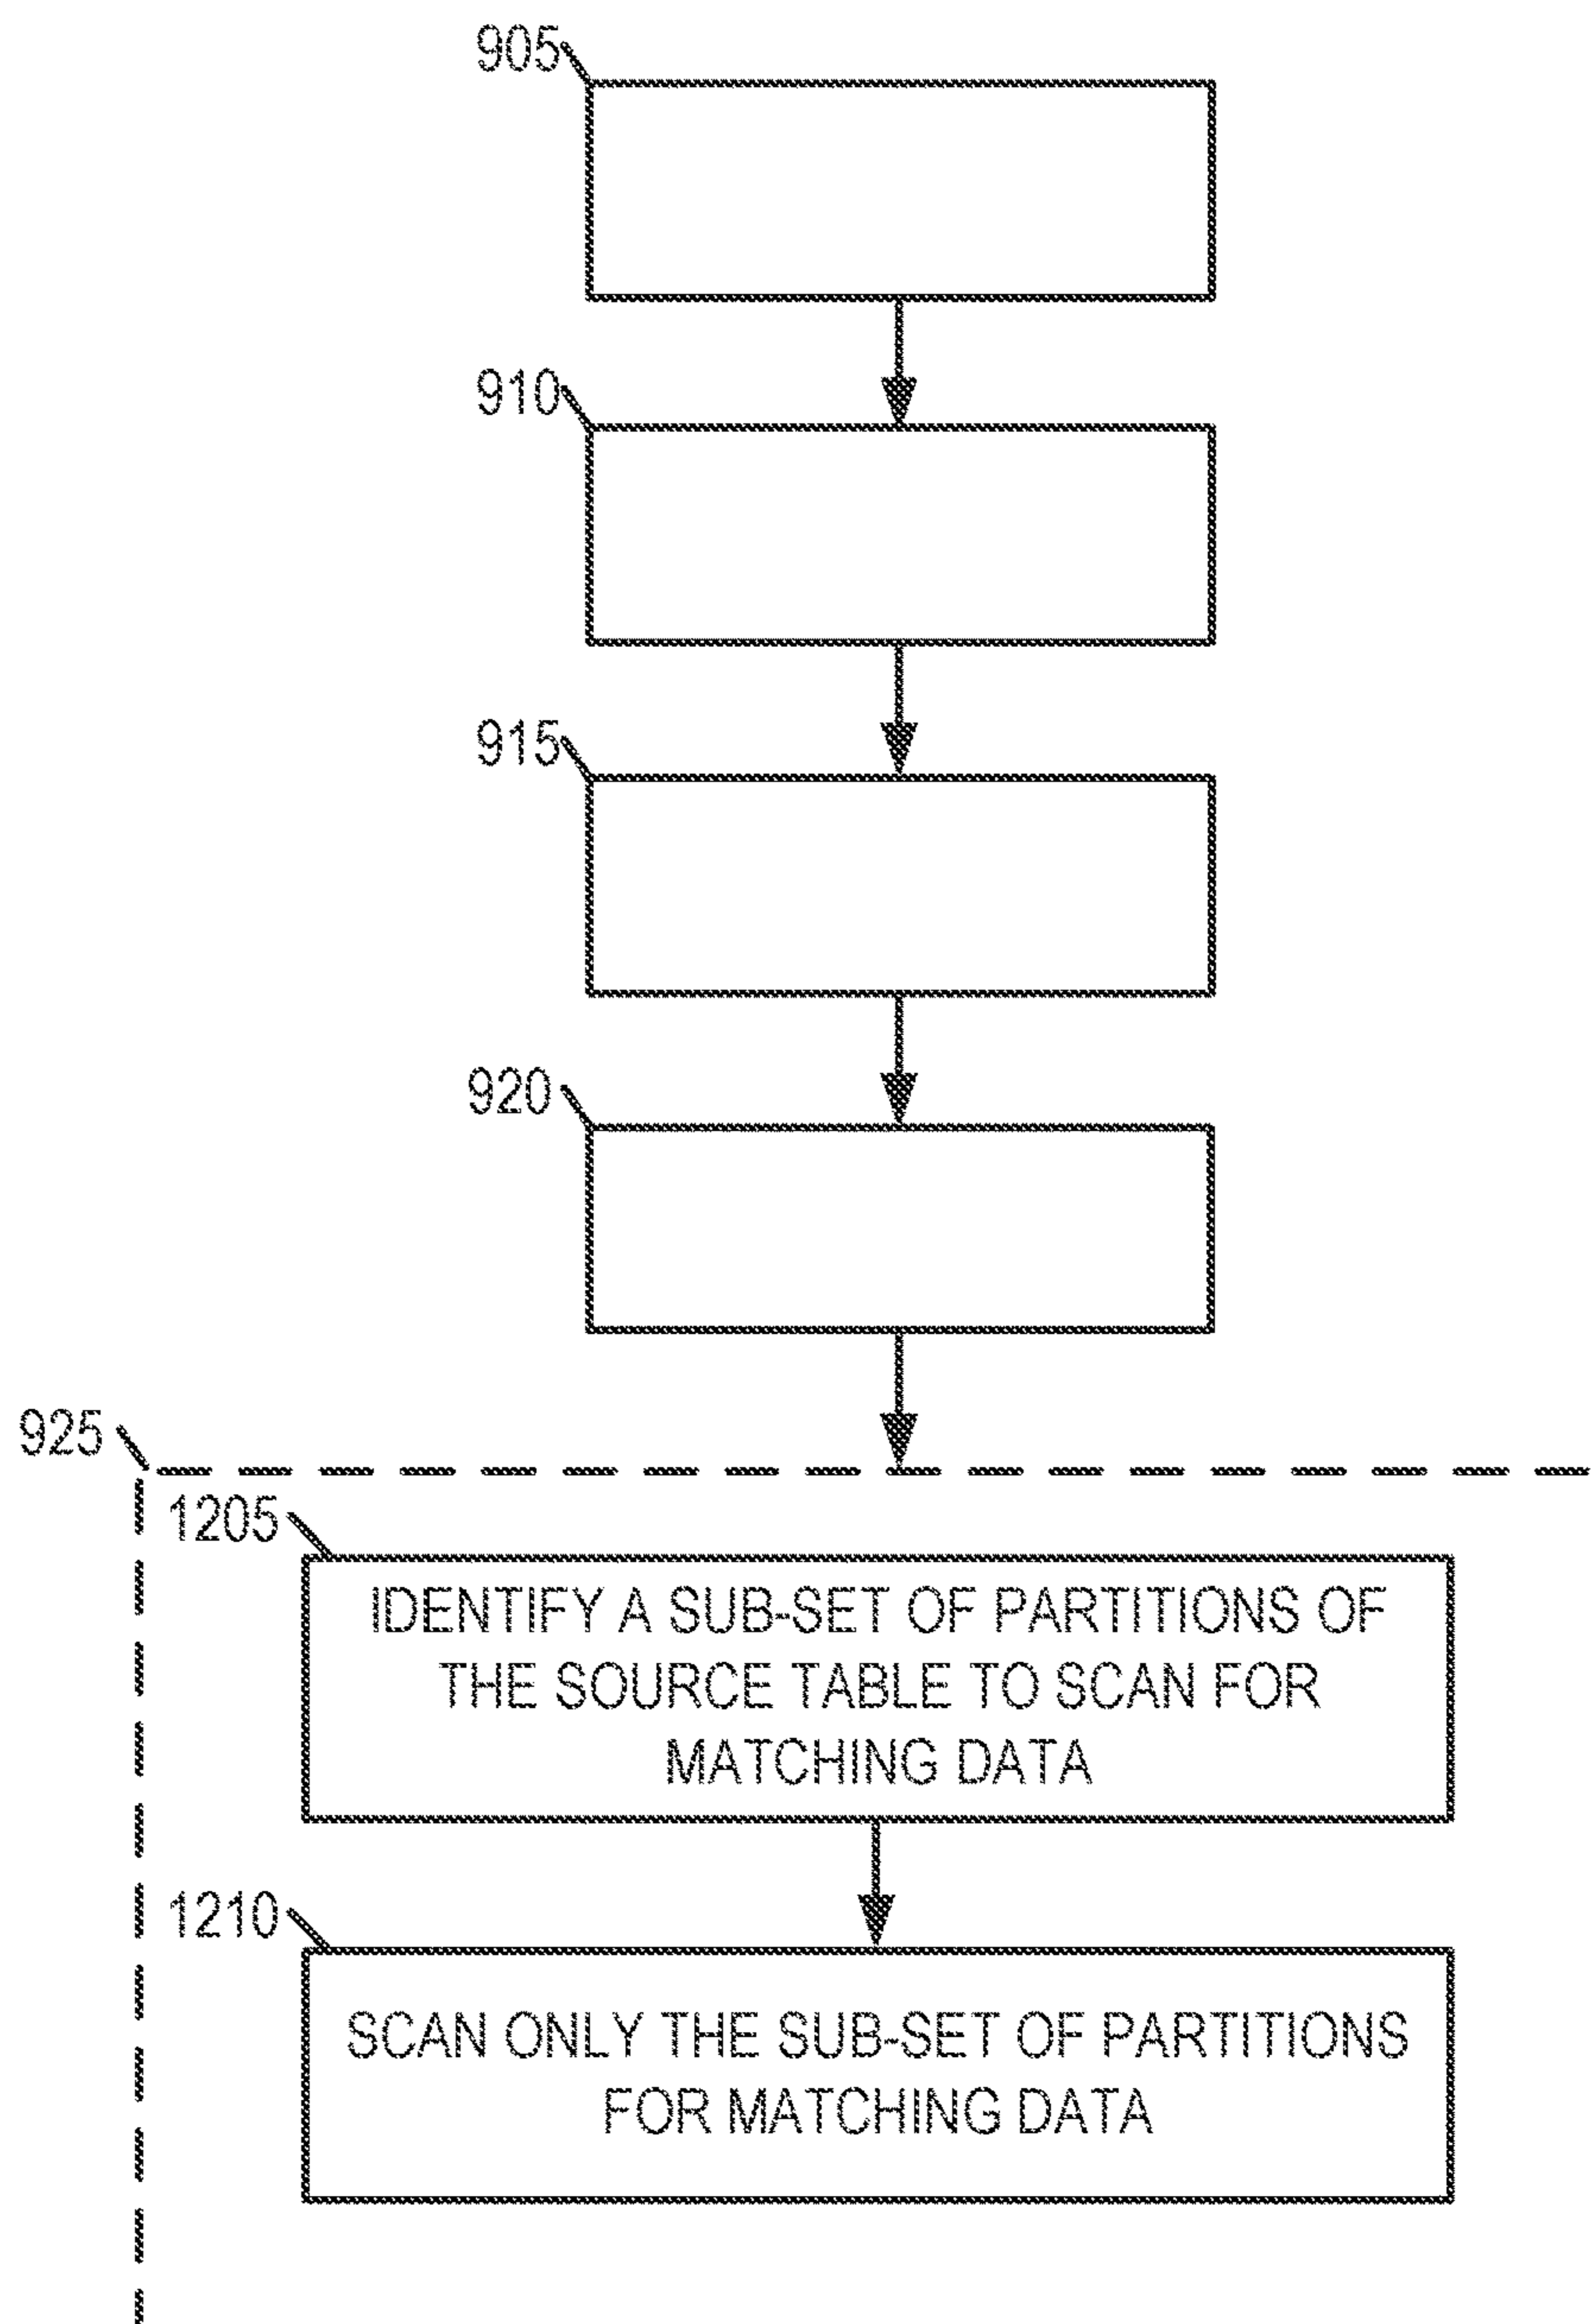 905
910
915
920
925
1205
IDENTIFY A SUB-SET OF PARTITIONS OF
THE SOURCE TABLE TO SCAN FOR
MATCHING DATA
1210
SCAN ONLY THE SUB-SET OF PARTITIONS
FOR MATCHING DATA